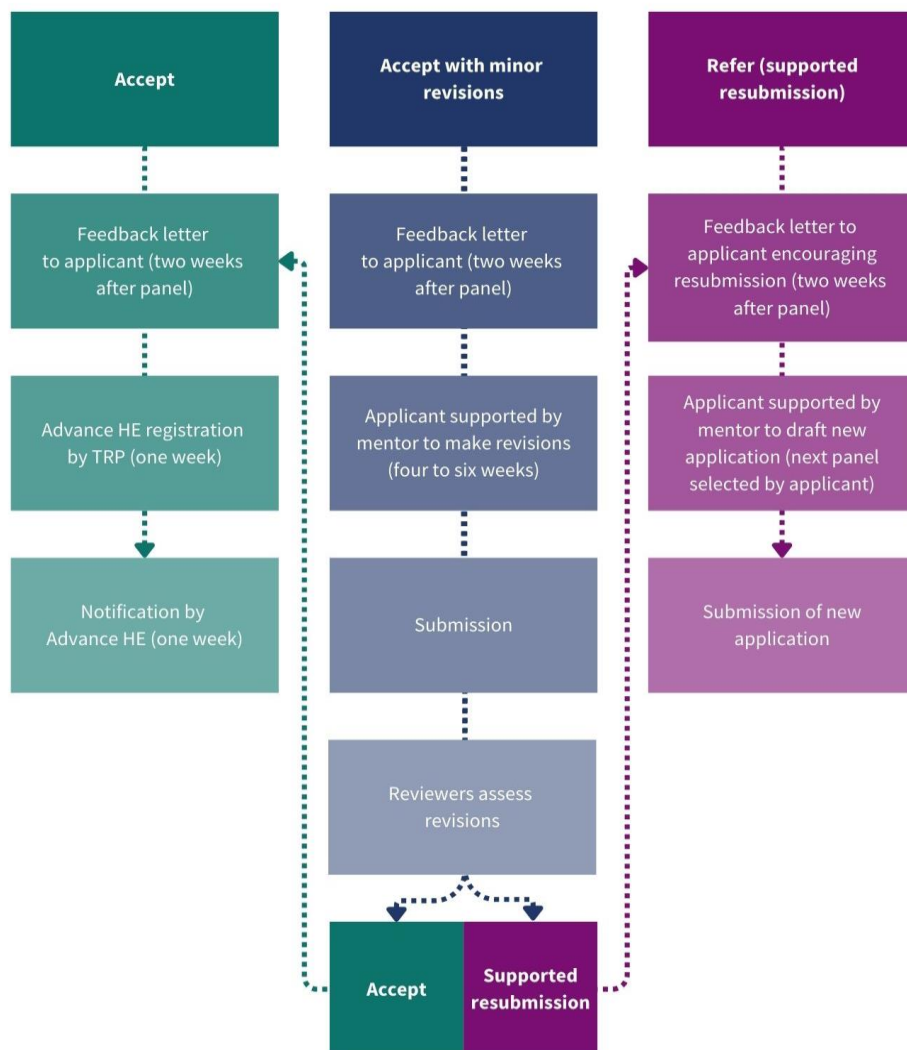 Accept
Feedback letter
to applicant (two weeks
after panel)
Advance HE registration
by TRP (one week)
Notification by
Advance HE (one week)
Accept with minor
revisions
Feedback letter
to applicant (two weeks
after panel)
Applicant supported by
mentor to make revisions
(four to six weeks)
Submission
Reviewers assess
revisions
Accept
Supported
resubmission
Refer (supported
resubmission)
Feedback letter to
applicant encouraging
resubmission (two weeks
after panel)
Applicant supported by
mentor to draft new
application (next panel
selected by applicant)
Submission of new
application